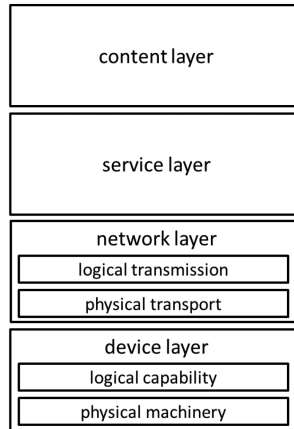 content layer
service layer
network layer
logical transmission
physical transport
device layer
logical capability
physical machinery